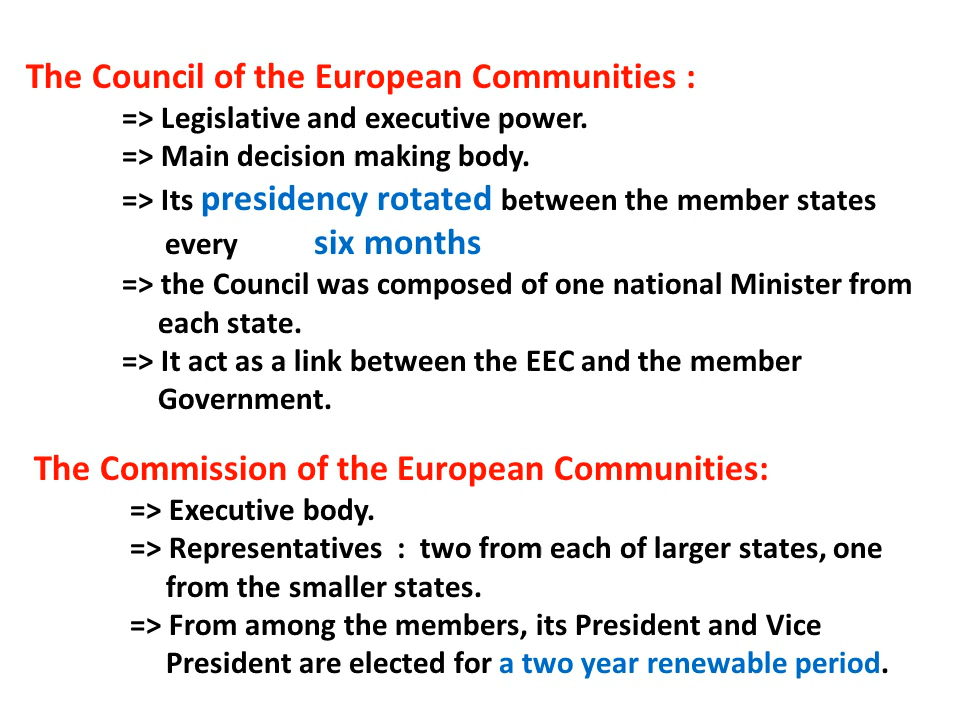 The Council of the European Communities :
=> Legislative and executive power.
=> Main decision making body.
=> Its presidency rotated between the member states
every six months
=> the Council was composed of one national Minister from
each state.
=> It act as a link between the EEC and the member
Government.
The Commission of the European Communities:
=> Executive body.
=> Representatives : two from each of larger states, one
from the smaller states.
=> From among the members, its President and Vice
President are elected for a two year renewable period.